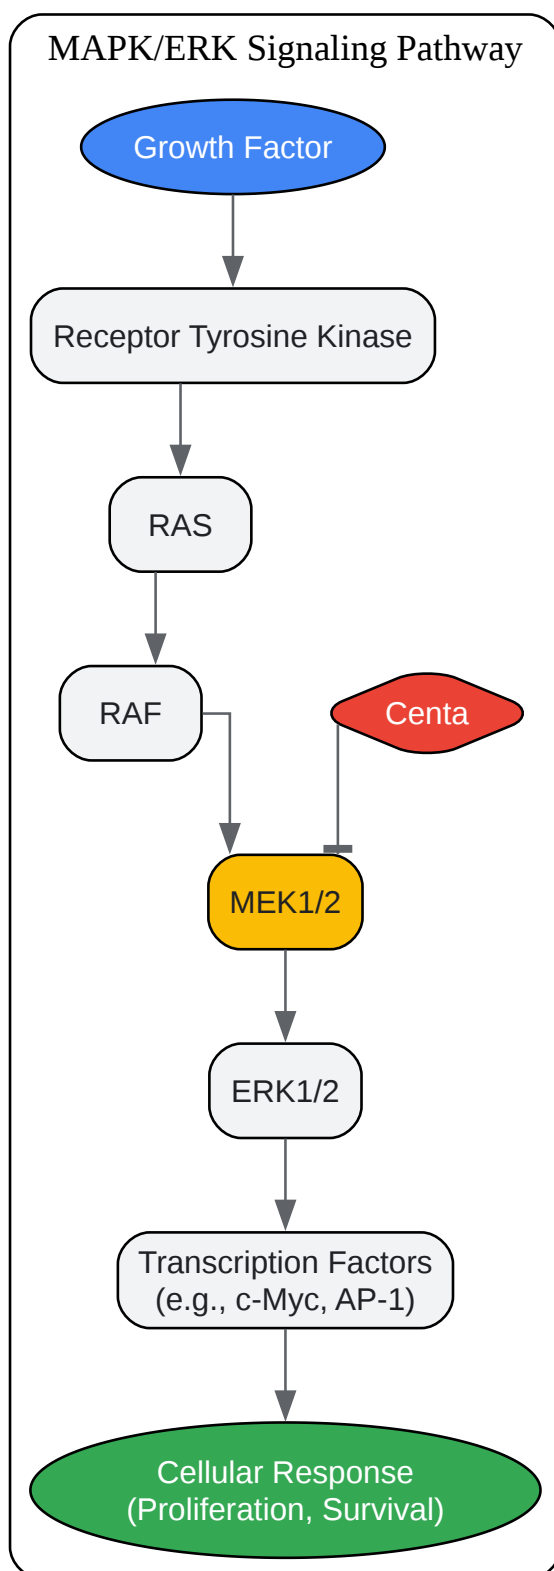 MAPK/ERK Signaling Pathway
Growth Factor
Receptor Tyrosine Kinase
RAS
RAF
Centa
MEK1/2
ERK1/2
Transcription Factors
(e.g., c-Myc, AP-1)
Cellular Response
(Proliferation, Survival)